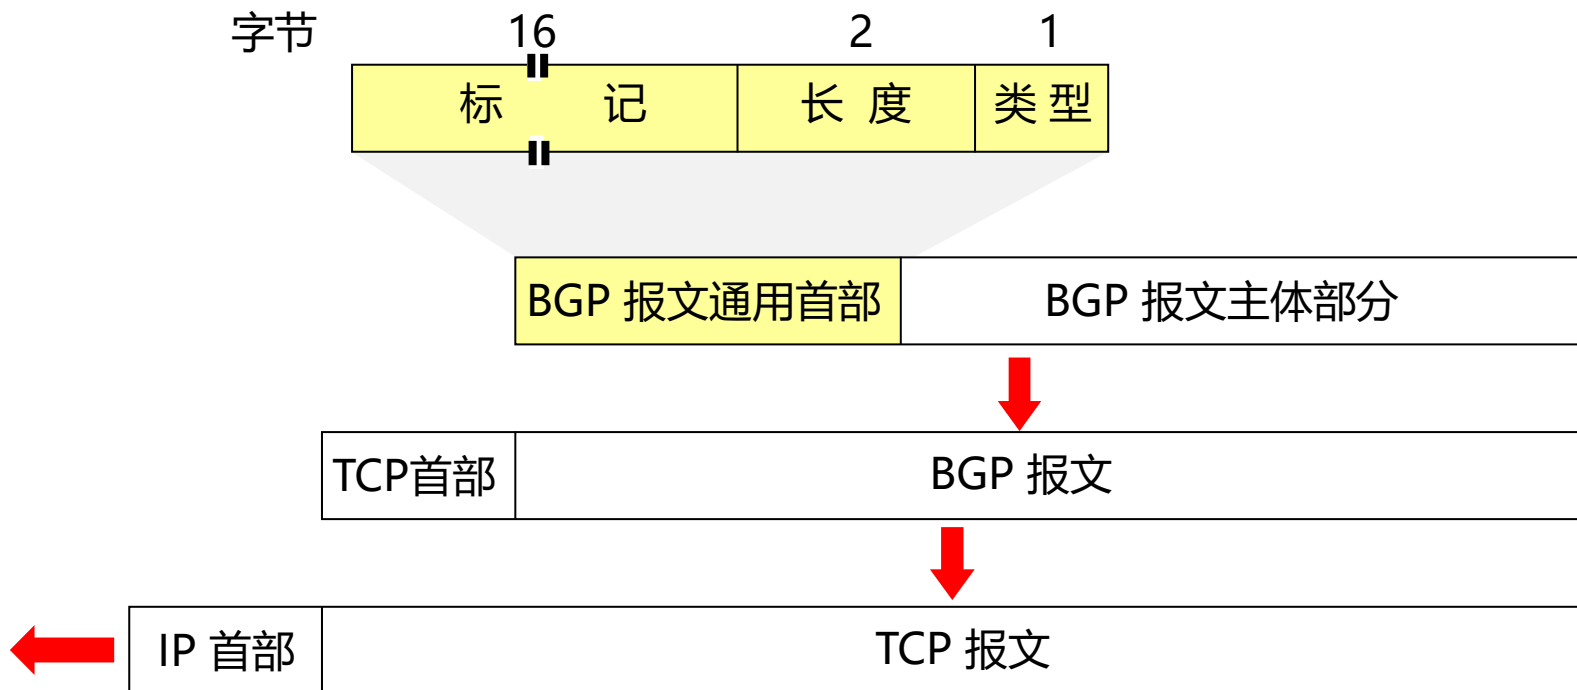 字节 16 2 1
标 记 长 度 类 型
BGP 报文通用首部 BGP 报文主体部分
TCP首部 BGP 报文
IP 首部 TCP 报文